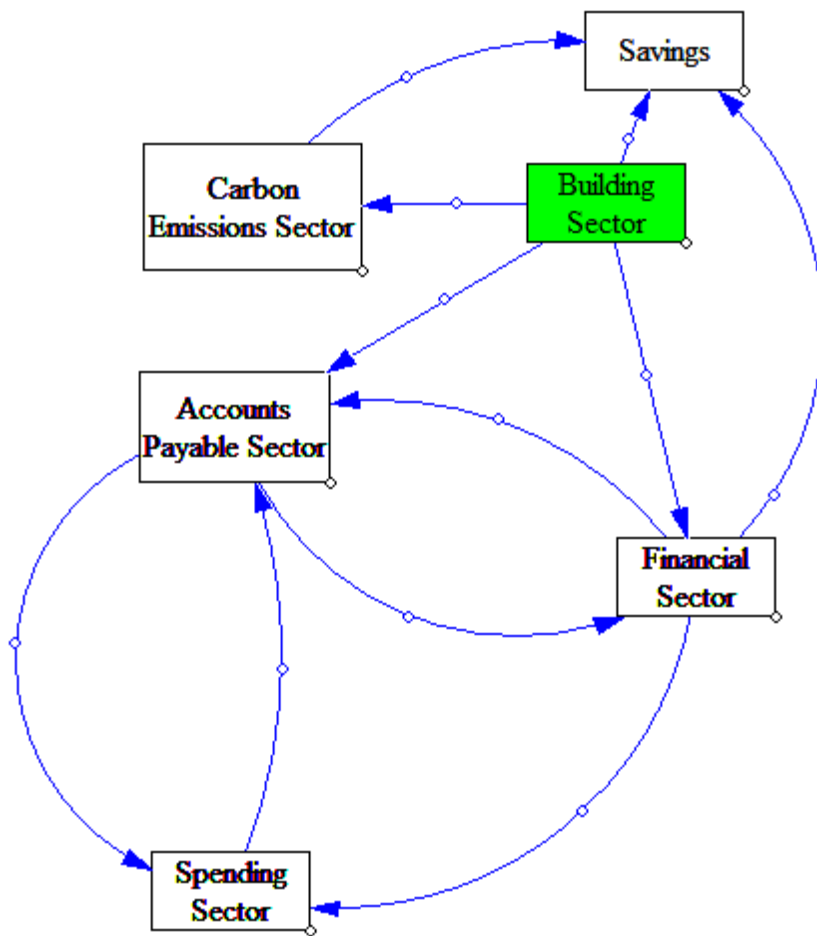 Savings
Carbon
Emissions Sector
Building
Sector
Accounts
Payable Sector
Financial
Sector
Spending
Sector